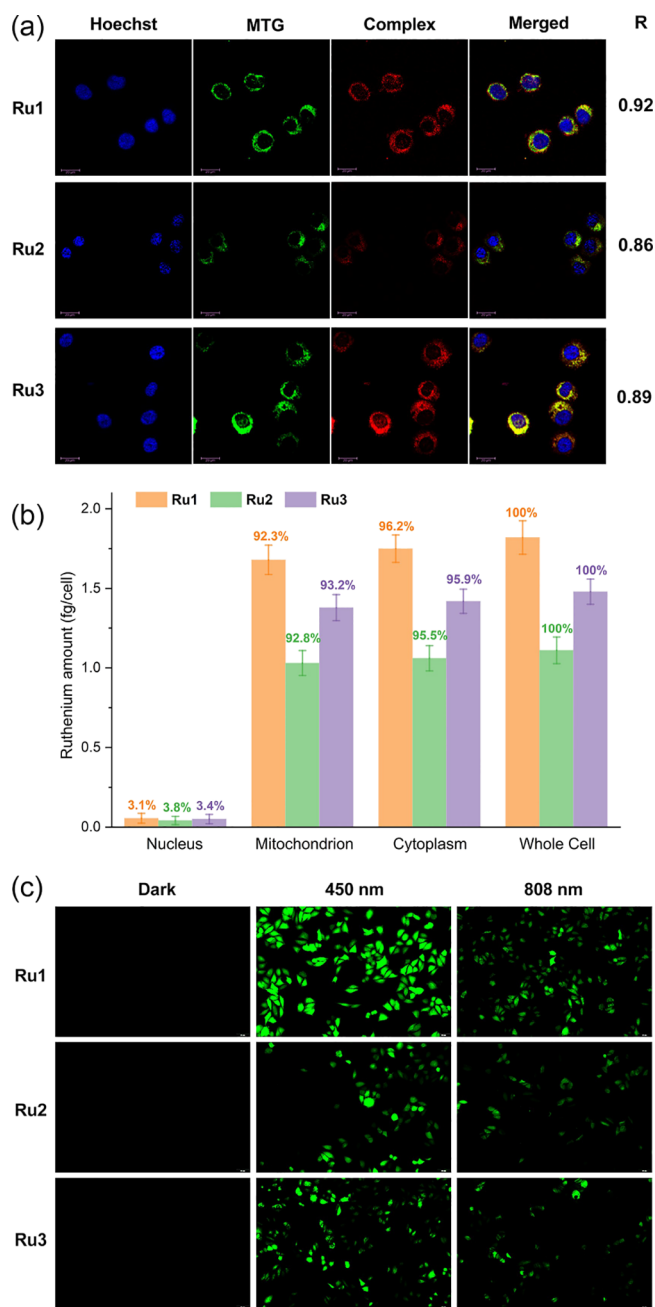 (a)
Hoechst MTG Complex Merged R
Ru1 0.92
Ru2 0.86
Ru3 0.89
(b)
Ru1 Ru2 Ru3
Ruthenium amount (fg/cell)
2.0
1.5
1.0
0.5
0.0
3.1% 3.8% 3.4%
92.3% 92.8% 93.2%
96.2% 95.5% 95.9%
100% 100% 100%
Nucleus Mitochondrion Cytoplasm Whole Cell
(c)
Dark 450 nm 808 nm
Ru1
Ru2
Ru3